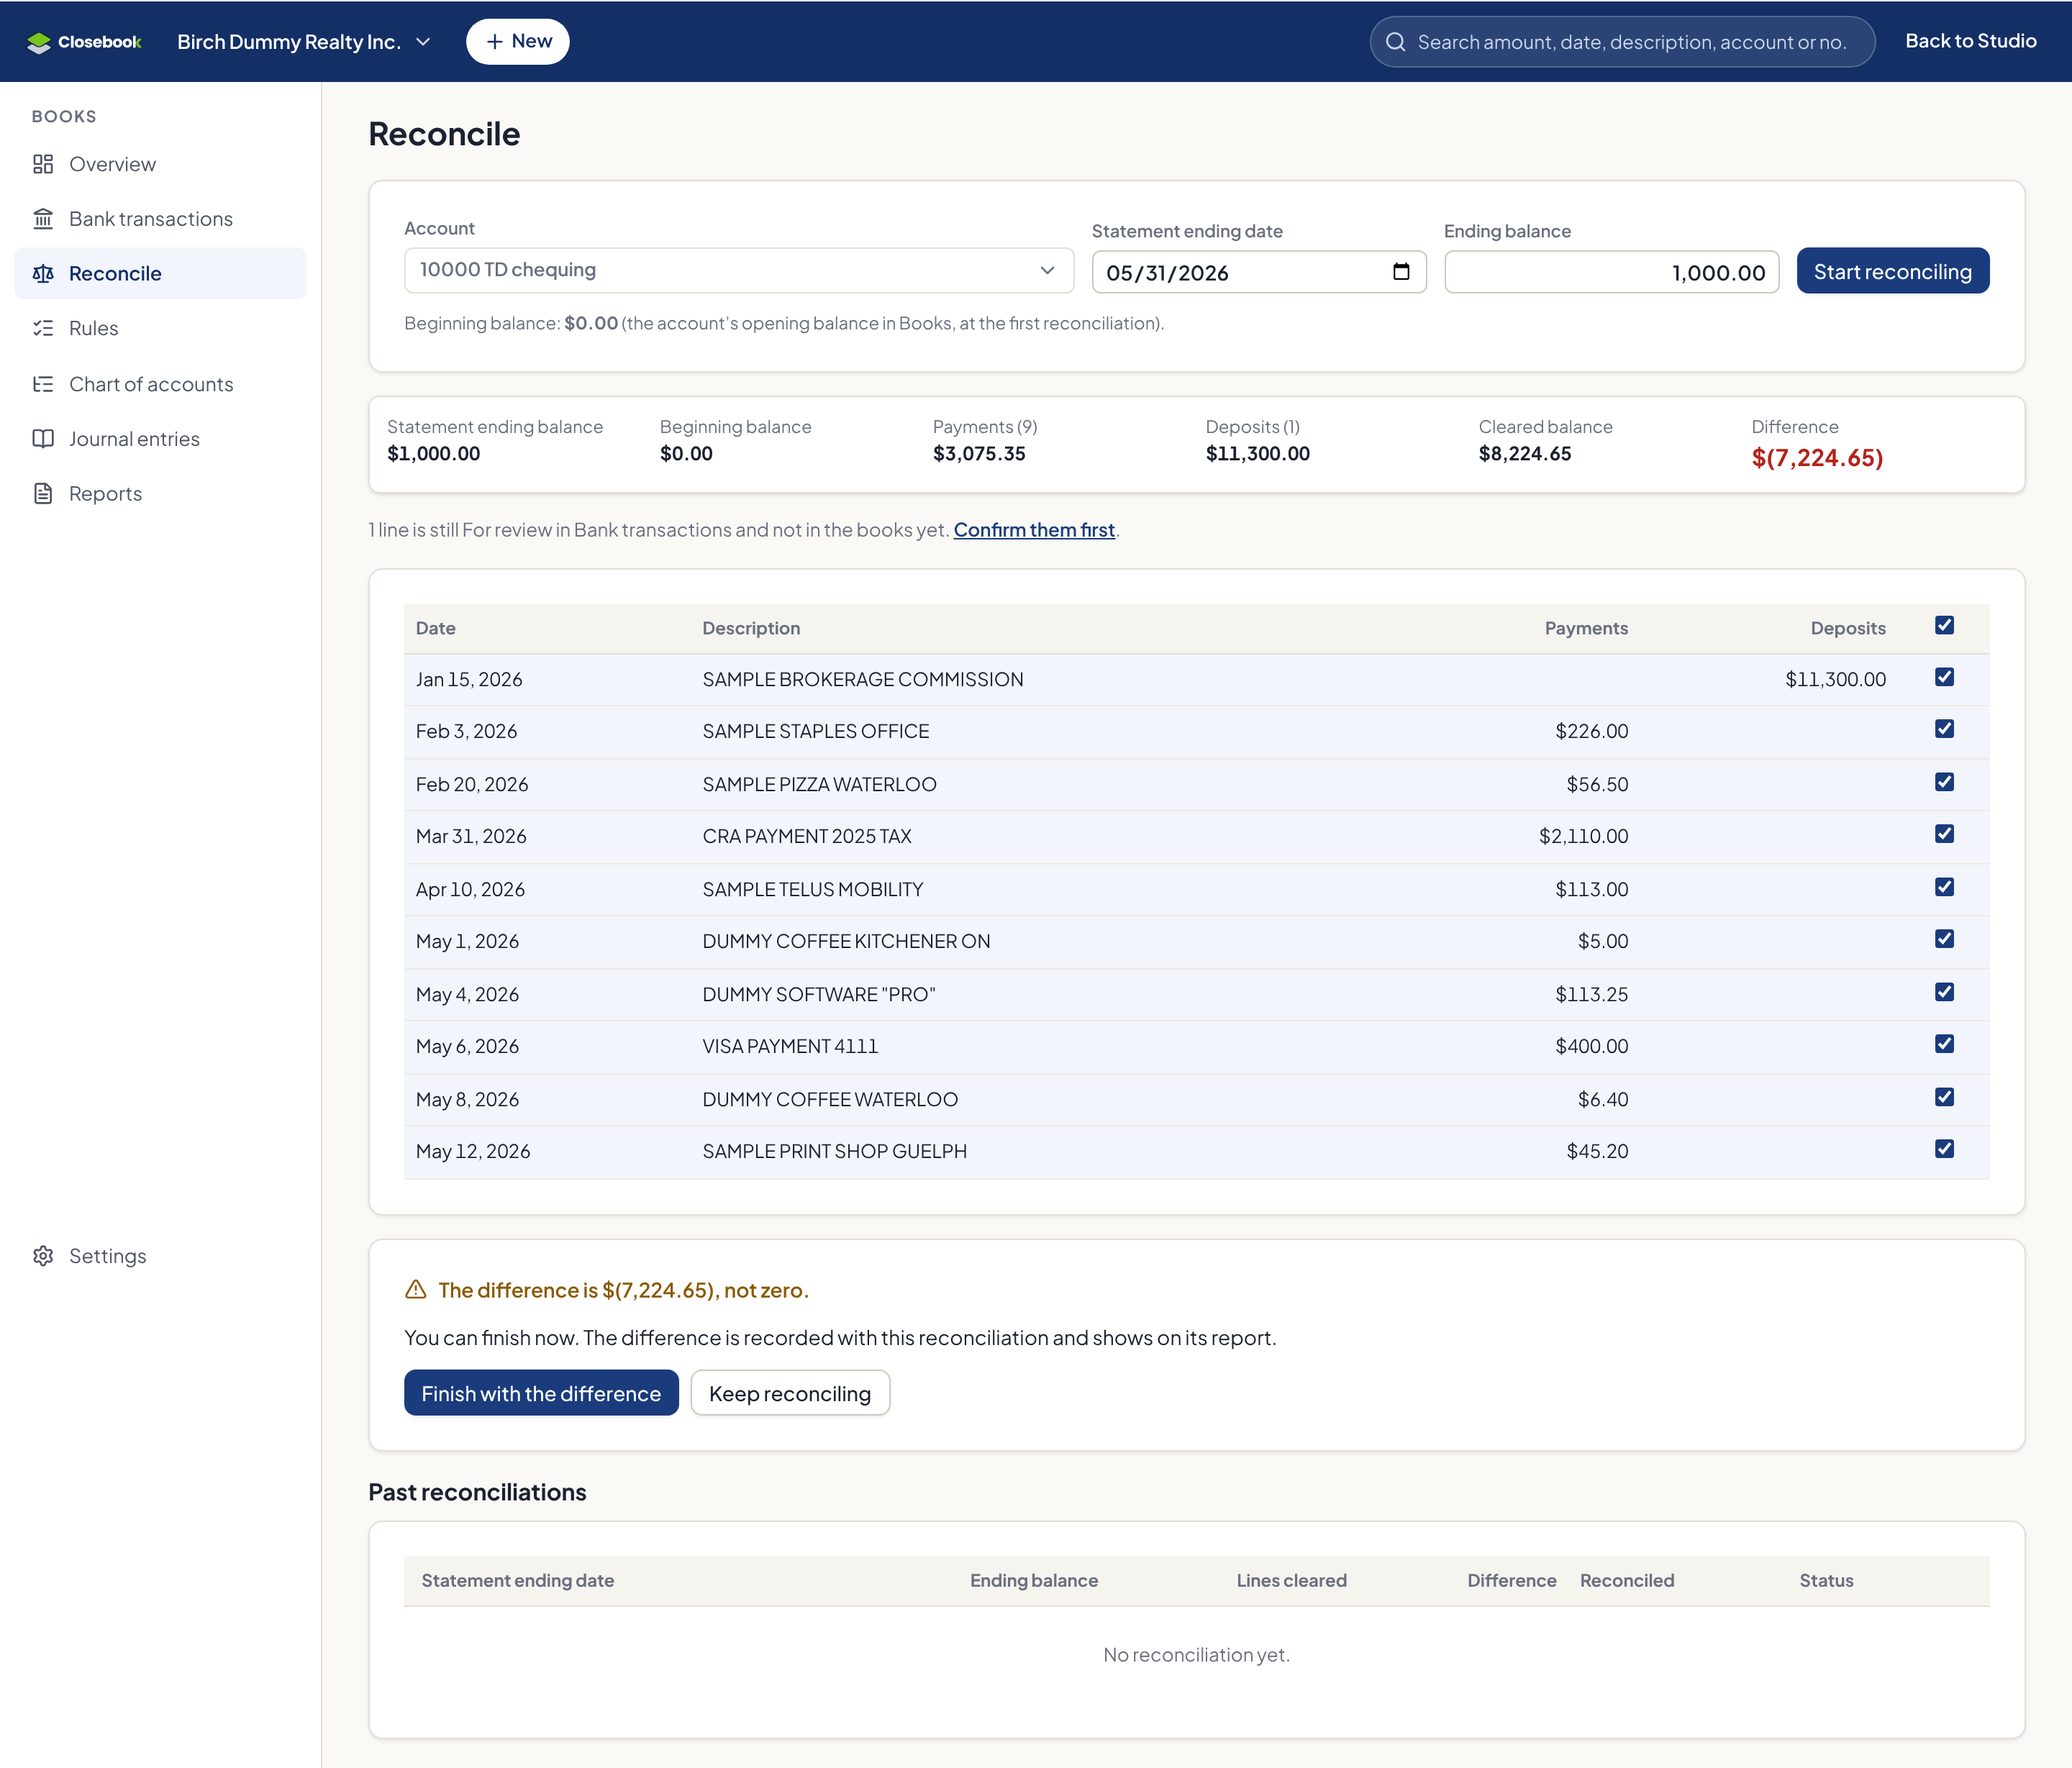 Closebook
Birch Dummy Realty Inc.
+ New
Search amount, date, description, account or no.
Back to Studio
BOOKS
Overview
Bank transactions
Reconcile
Rules
Chart of accounts
Journal entries
Reports
Settings
Reconcile
Account
10000 TD chequing
Statement ending date
05/31/2026
Ending balance
1,000.00
Start reconciling
Beginning balance: $0.00 (the account's opening balance in Books, at the first reconciliation).
Statement ending balance
$1,000.00
Beginning balance
$0.00
Payments (9)
$3,075.35
Deposits (1)
$11,300.00
Cleared balance
$8,224.65
Difference
$(7,224.65)
1 line is still For review in Bank transactions and not in the books yet. Confirm them first.
Date Description Payments Deposits
Jan 15, 2026 SAMPLE BROKERAGE COMMISSION $11,300.00
Feb 3, 2026 SAMPLE STAPLES OFFICE $226.00
Feb 20, 2026 SAMPLE PIZZA WATERLOO $56.50
Mar 31, 2026 CRA PAYMENT 2025 TAX $2,110.00
Apr 10, 2026 SAMPLE TELUS MOBILITY $113.00
May 1, 2026 DUMMY COFFEE KITCHENER ON $5.00
May 4, 2026 DUMMY SOFTWARE "PRO" $113.25
May 6, 2026 VISA PAYMENT 4111 $400.00
May 8, 2026 DUMMY COFFEE WATERLOO $6.40
May 12, 2026 SAMPLE PRINT SHOP GUELPH $45.20
The difference is $(7,224.65), not zero.
You can finish now. The difference is recorded with this reconciliation and shows on its report.
Finish with the difference
Keep reconciling
Past reconciliations
Statement ending date Ending balance Lines cleared Difference Reconciled Status
No reconciliation yet.